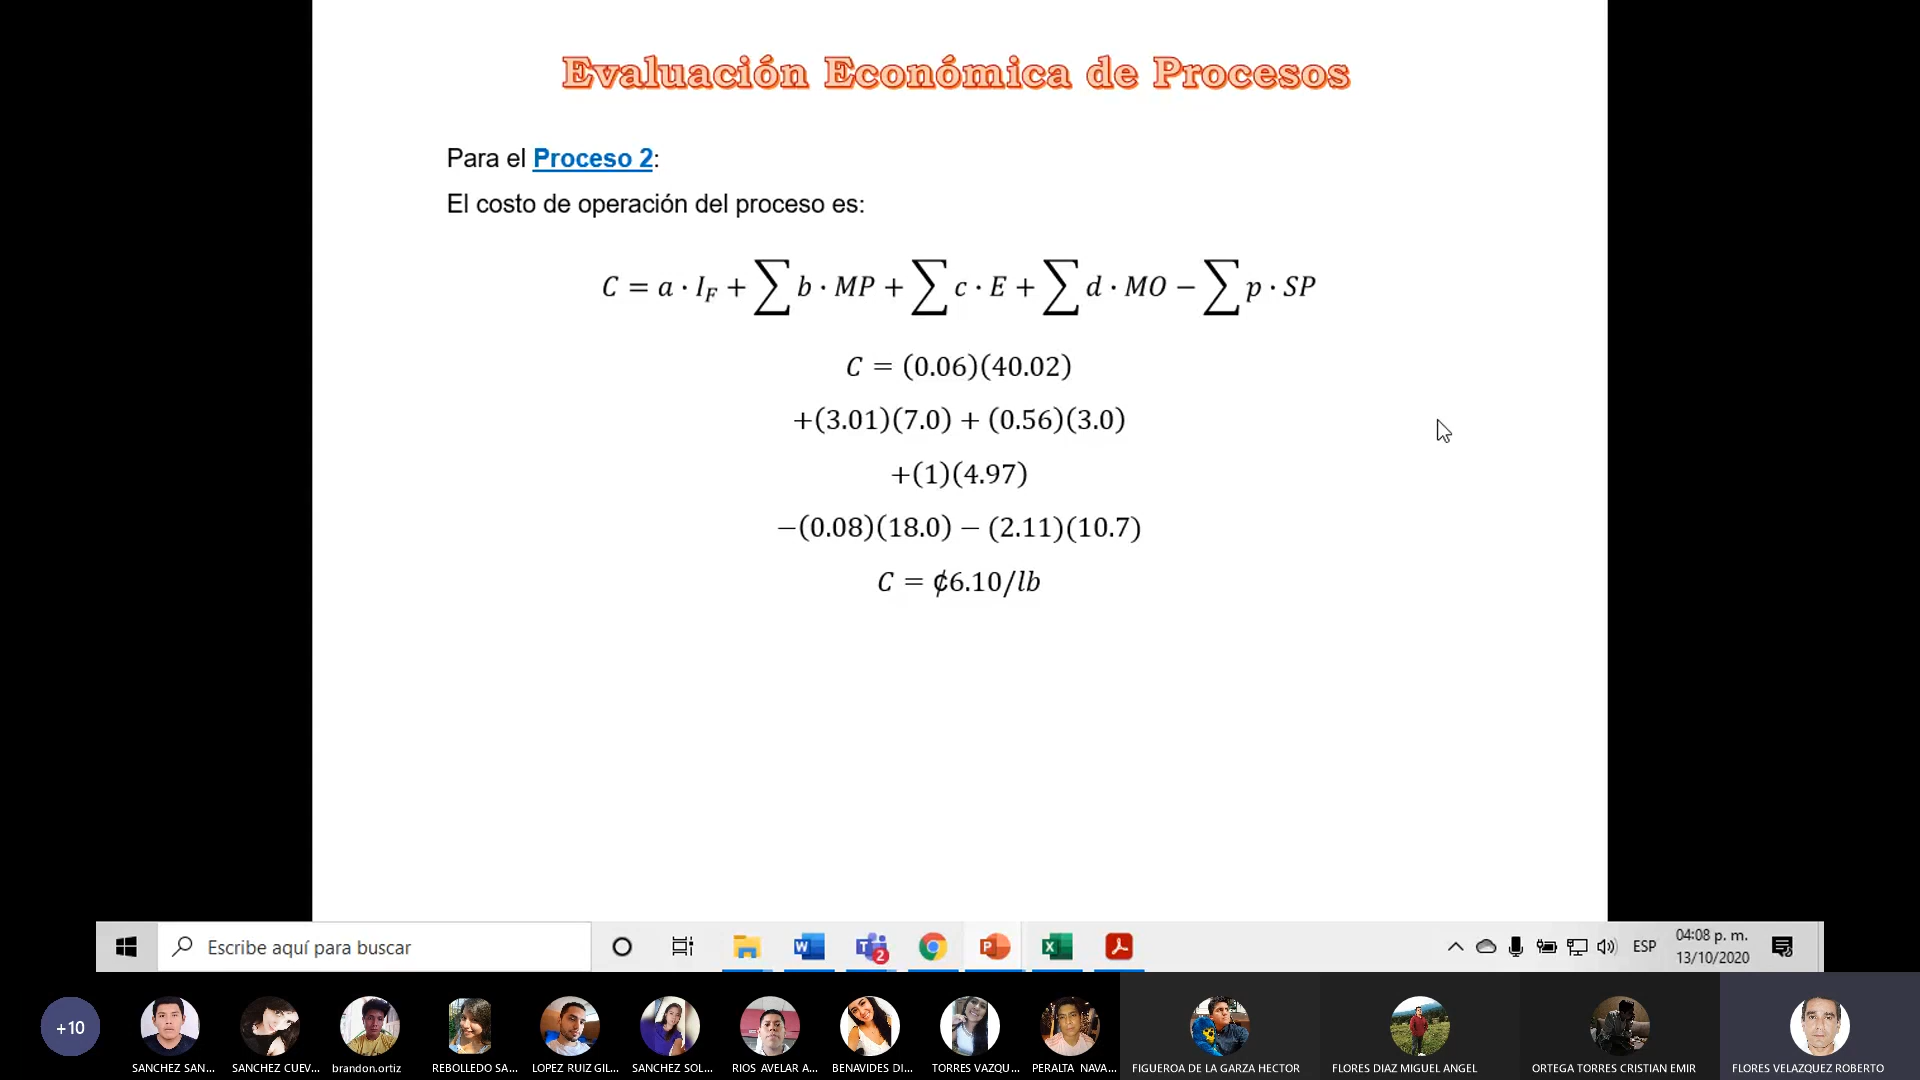 Evaluación Económica de Procesos
Para el Proceso 2:
El costo de operación del proceso es:
C = a · I_F + ∑ b · MP + ∑ c · E + ∑ d · MO − ∑ p · SP
C = (0.06)(40.02)
+(3.01)(7.0) + (0.56)(3.0)
+(1)(4.97)
−(0.08)(18.0) − (2.11)(10.7)
C = ₵6.10/lb
Escribe aquí para buscar
2
ESP
04:08 p. m.
13/10/2020
+10
SANCHEZ SAN...
SANCHEZ CUEV...
brandon.ortiz
REBOLLEDO SA...
LOPEZ RUIZ GIL...
SANCHEZ SOL...
RIOS AVELAR A...
BENAVIDES DI...
TORRES VAZQU...
PERALTA NAVA...
FIGUEROA DE LA GARZA HECTOR
FLORES DIAZ MIGUEL ANGEL
ORTEGA TORRES CRISTIAN EMIR
FLORES VELAZQUEZ ROBERTO